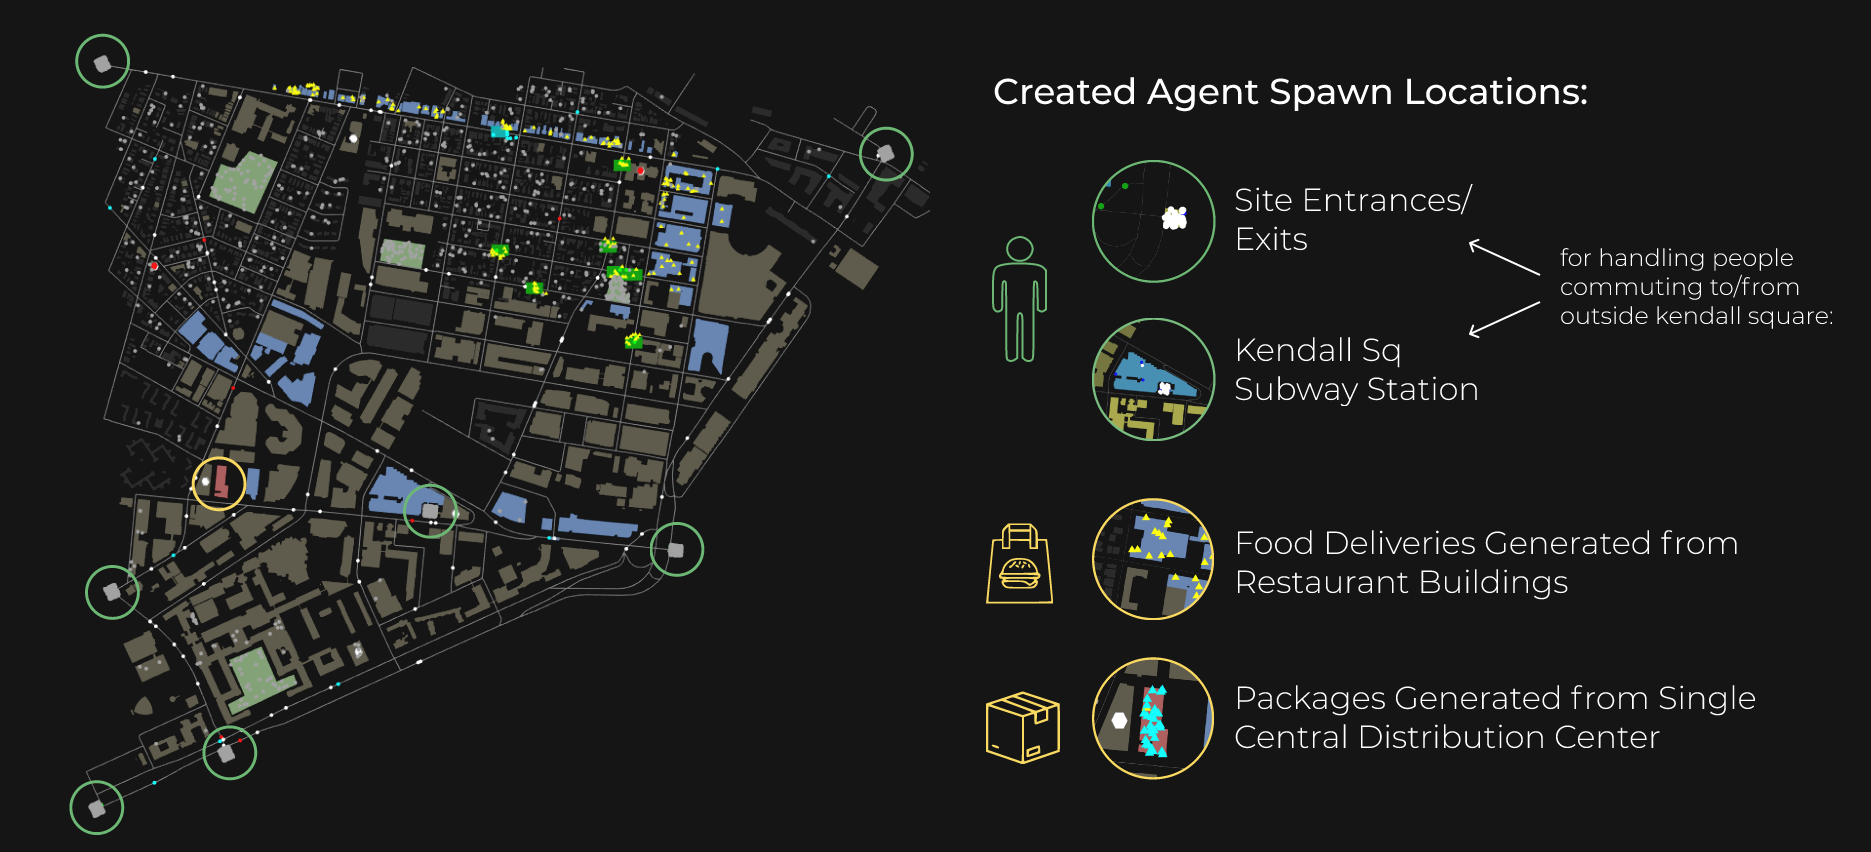 Created Agent Spawn Locations:
Site Entrances/
Exits
for handling people
commuting to/from
outside kendall square:
Kendall Sq
Subway Station
Food Deliveries Generated from
Restaurant Buildings
Packages Generated from Single
Central Distribution Center